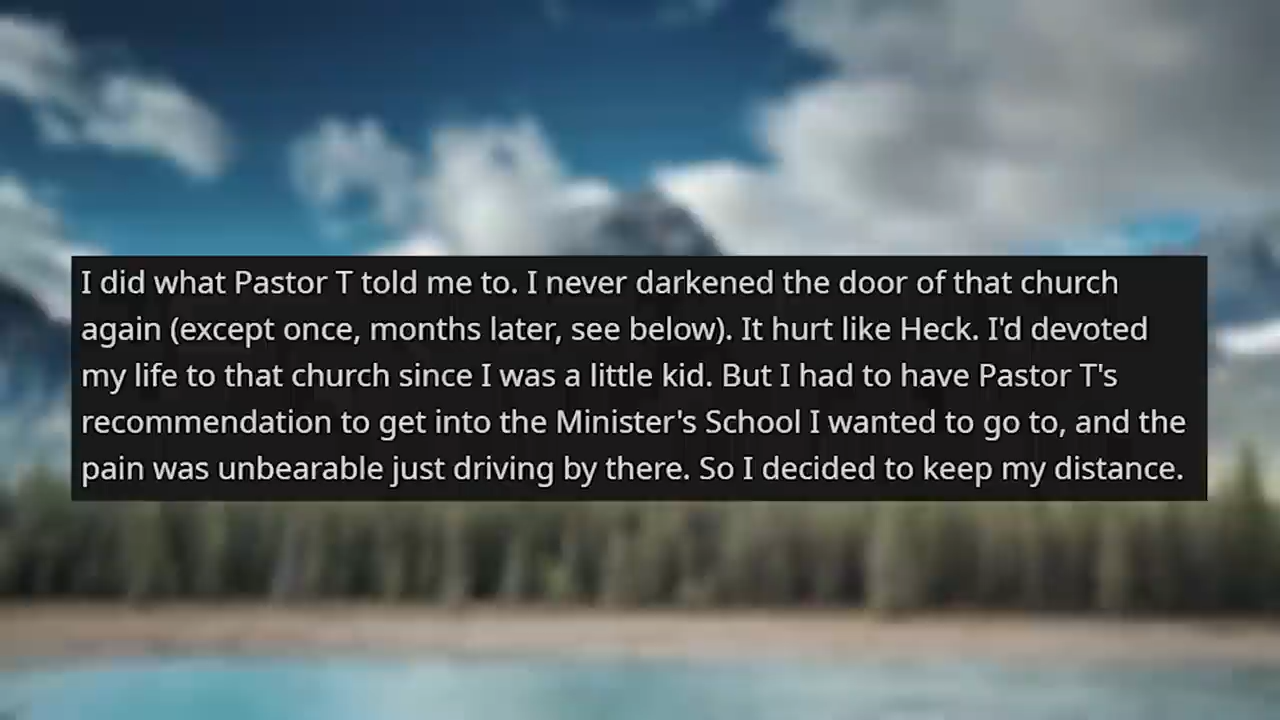 I did what Pastor T told me to. I never darkened the door of that church
again (except once, months later, see below). It hurt like Heck. I'd devoted
my life to that church since I was a little kid. But I had to have Pastor T's
recommendation to get into the Minister's School I wanted to go to, and the
pain was unbearable just driving by there. So I decided to keep my distance.